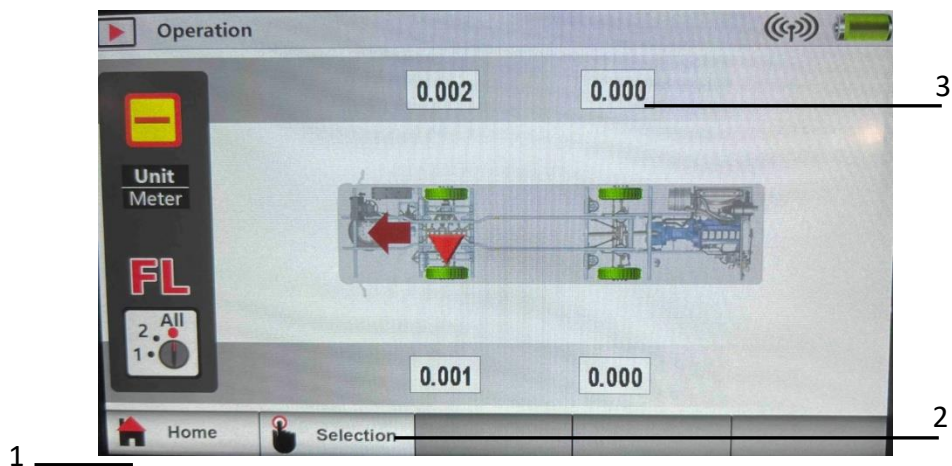 Operation
0.002 0.000
3
Unit
Meter
FL
All
2
1
0.001 0.000
Home Selection
2
1